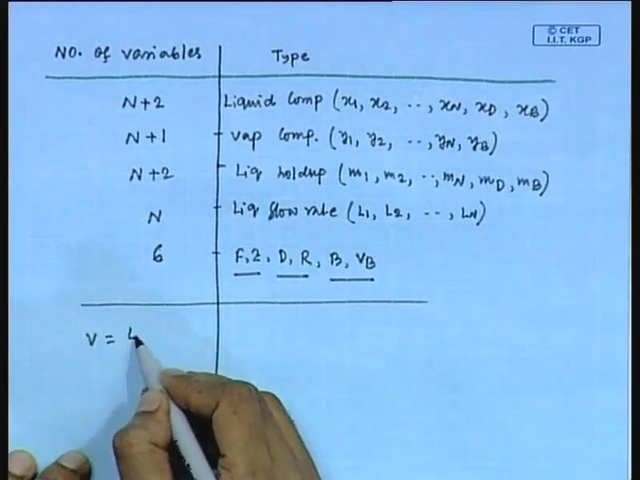 © CET
I.I.T. KGP
NO. of variables Type
N+2 Liquid Comp (x1, x2, .., xN, xD, xB)
N+1 Vap Comp. (y1, y2, .., yN, yB)
N+2 Liq holdup (m1, m2, .., mN, mD, mB)
N Liq flow rate (L1, L2, .., LN)
6 F, Z, D, R, B, VB
V = 4